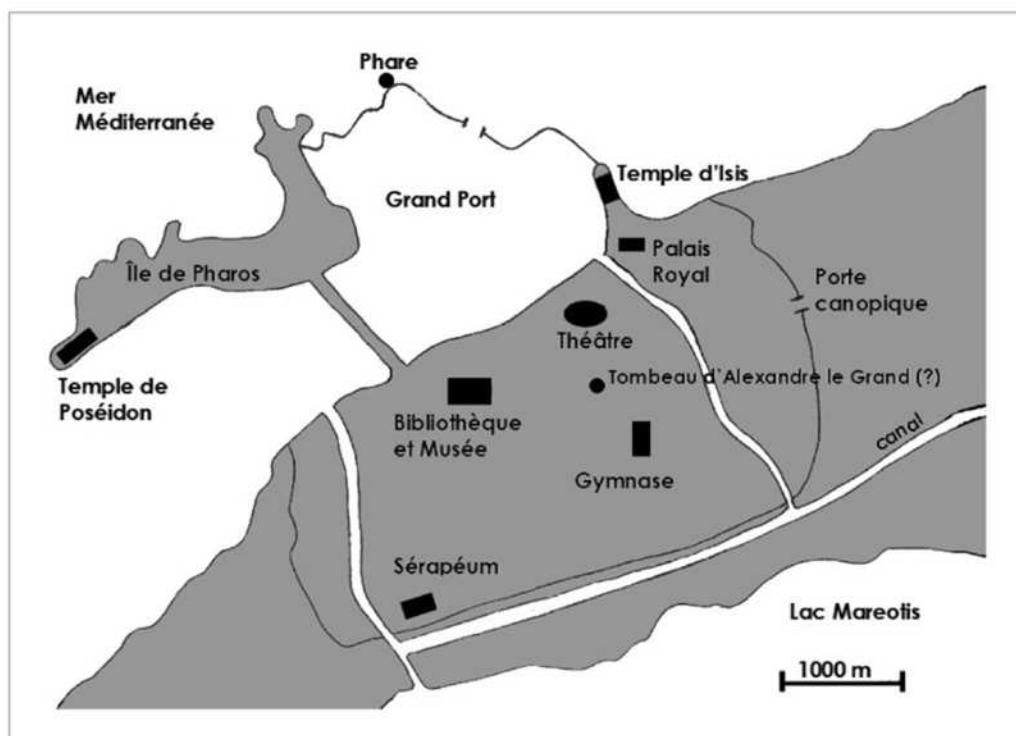 Phare
Mer
Méditerranée
Temple d'Isis
Grand Port
Palais
Royal
Île de Pharos
Porte
canopique
Théâtre
Tombeau d'Alexandre le Grand (?)
Temple de
Poséidon
Bibliothèque
et Musée
canal
Gymnase
Sérapéum
Lac Mareotis
1000 m